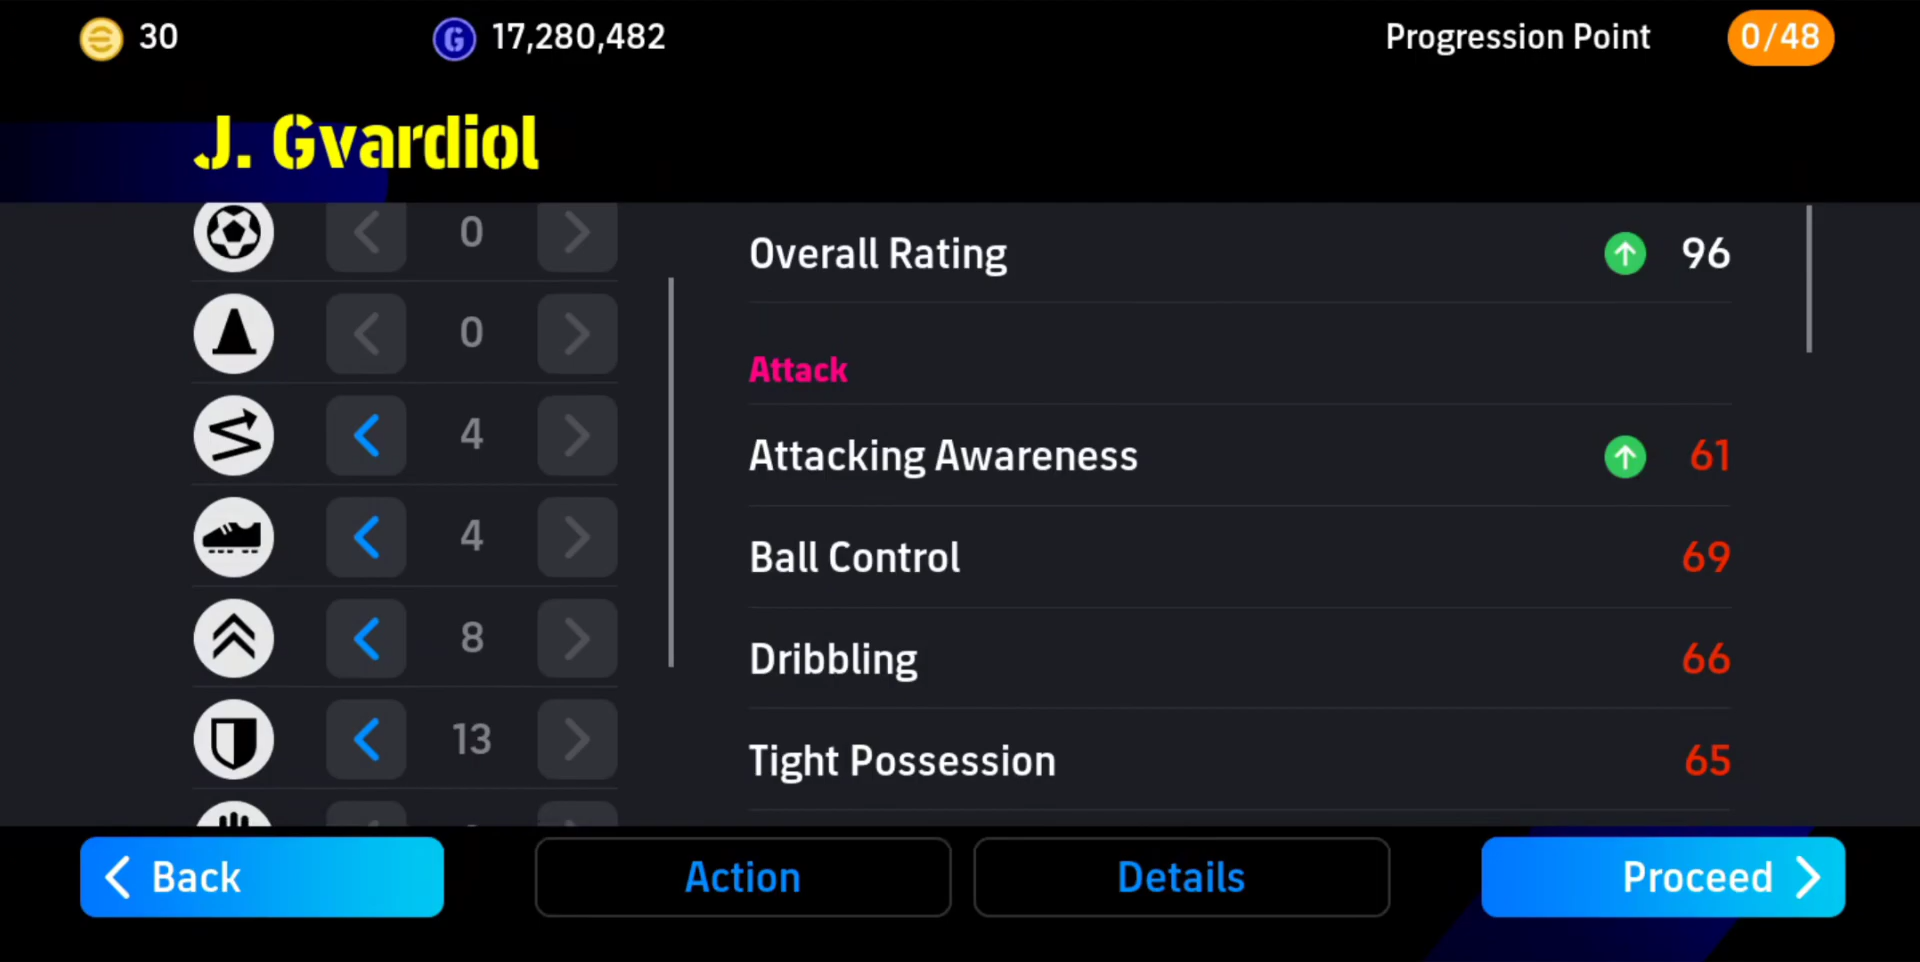 30
17,280,482
Progression Point
0/48
J. Gvardiol
0
Overall Rating 96
0
Attack
4
Attacking Awareness 61
4
Ball Control 69
8
Dribbling 66
13
Tight Possession 65
Back
Action
Details
Proceed